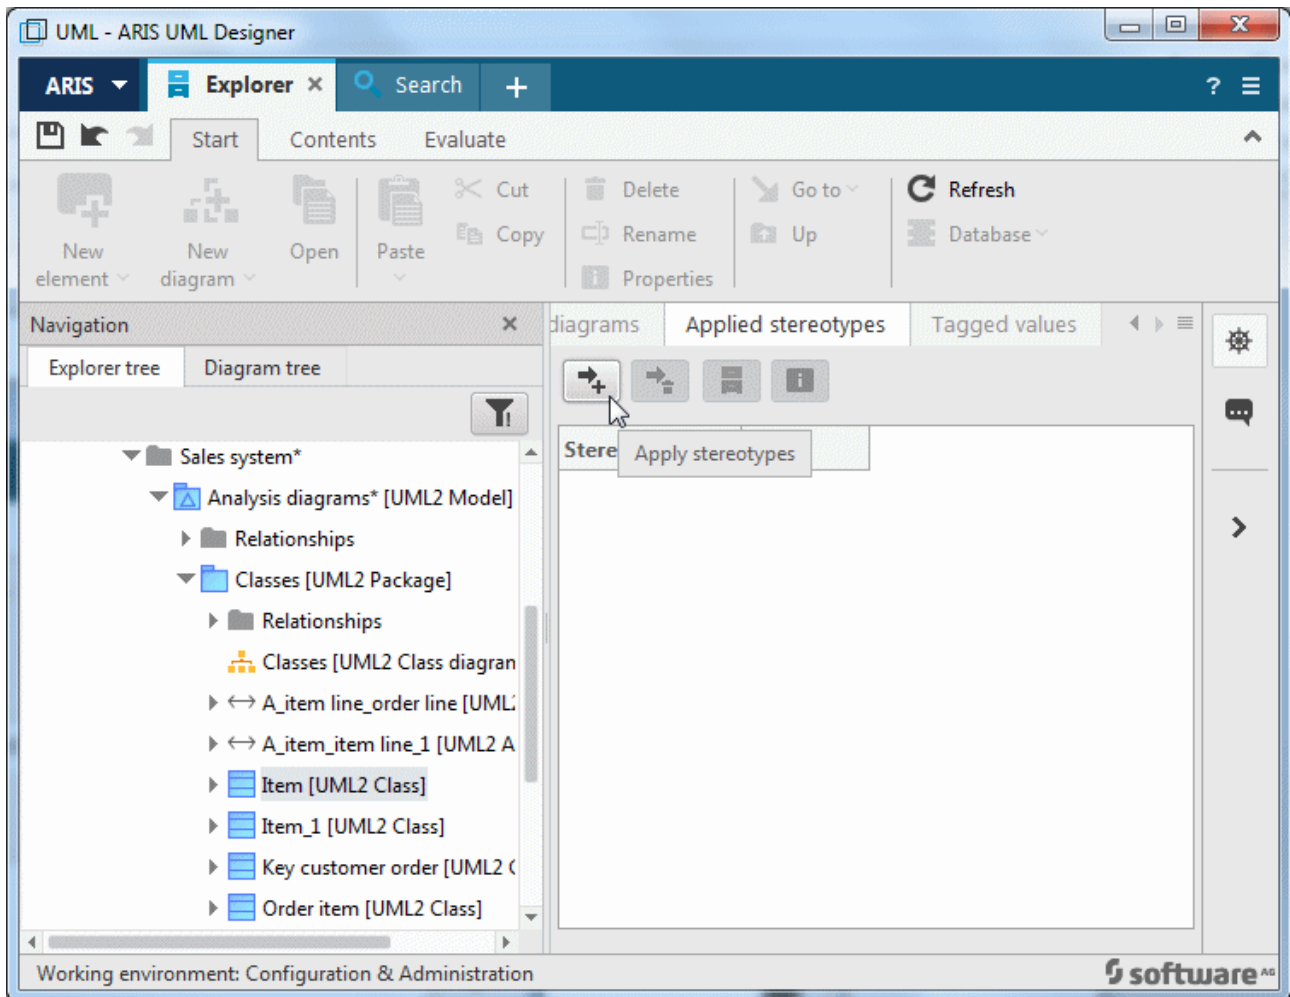 UML - ARIS UML Designer
ARIS
Explorer
Search
?
Start
Contents
Evaluate
New element
New diagram
Open
Paste
Cut
Copy
Delete
Rename
Properties
Go to
Up
Refresh
Database
Navigation
Explorer tree
Diagram tree
Sales system*
Analysis diagrams* [UML2 Model]
Relationships
Classes [UML2 Package]
Relationships
Classes [UML2 Class diagran
A_item line_order line [UML
A_item_item line_1 [UML2 A
Item [UML2 Class]
Item_1 [UML2 Class]
Key customer order [UML2
Order item [UML2 Class]
diagrams
Applied stereotypes
Tagged values
Stere
Apply stereotypes
Working environment: Configuration & Administration
software AG